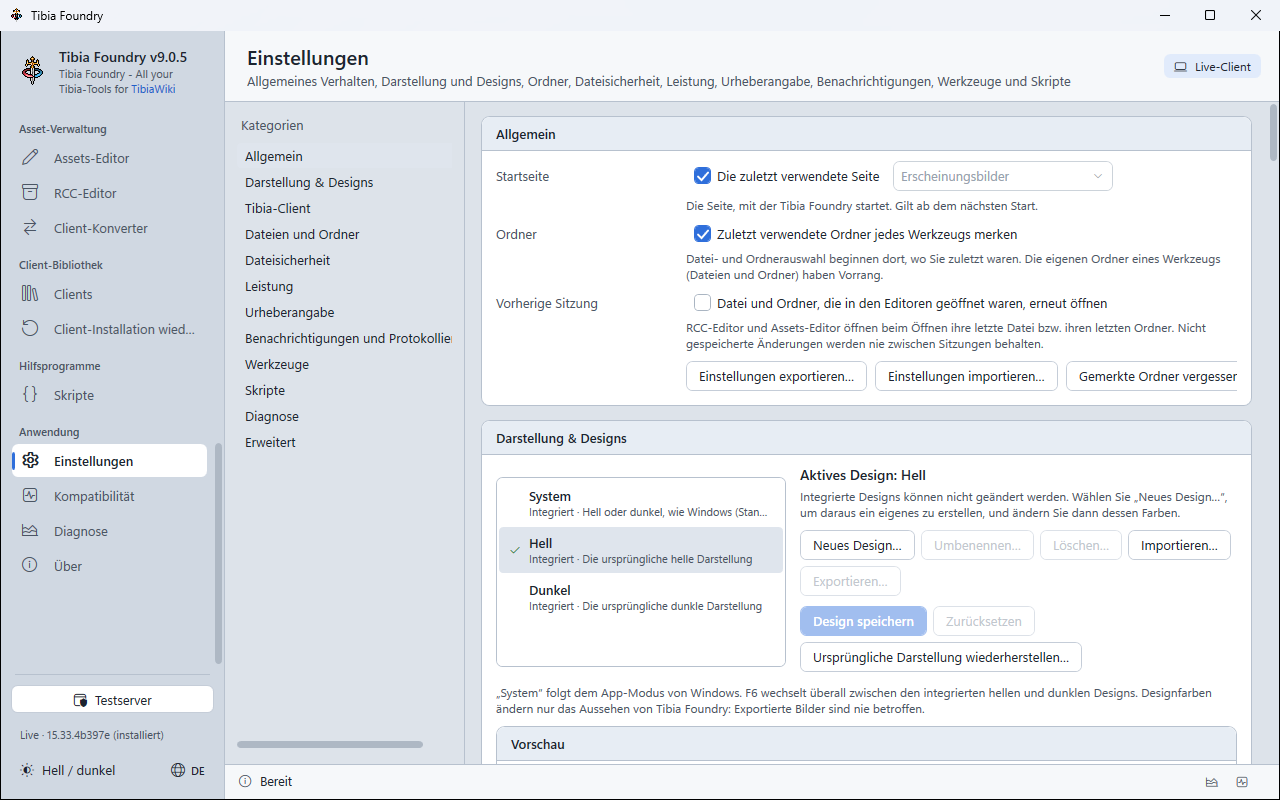 Tibia Foundry
Tibia Foundry v9.0.5
Tibia Foundry - All your
Tibia-Tools for TibiaWiki
Asset-Verwaltung
Assets-Editor
RCC-Editor
Client-Konverter
Client-Bibliothek
Clients
Client-Installation wied...
Hilfsprogramme
Skripte
Anwendung
Einstellungen
Kompatibilität
Diagnose
Über
Testserver
Live · 15.33.4b397e (installiert)
Hell / dunkel
DE
Einstellungen
Allgemeines Verhalten, Darstellung und Designs, Ordner, Dateisicherheit, Leistung, Urheberangabe, Benachrichtigungen, Werkzeuge und Skripte
Live-Client
Kategorien
Allgemein
Darstellung & Designs
Tibia-Client
Dateien und Ordner
Dateisicherheit
Leistung
Urheberangabe
Benachrichtigungen und Protokollier
Werkzeuge
Skripte
Diagnose
Erweitert
Allgemein
Startseite
Die zuletzt verwendete Seite
Erscheinungsbilder
Die Seite, mit der Tibia Foundry startet. Gilt ab dem nächsten Start.
Ordner
Zuletzt verwendete Ordner jedes Werkzeugs merken
Datei- und Ordnerauswahl beginnen dort, wo Sie zuletzt waren. Die eigenen Ordner eines Werkzeugs
(Dateien und Ordner) haben Vorrang.
Vorherige Sitzung
Datei und Ordner, die in den Editoren geöffnet waren, erneut öffnen
RCC-Editor und Assets-Editor öffnen beim Öffnen ihre letzte Datei bzw. ihren letzten Ordner. Nicht
gespeicherte Änderungen werden nie zwischen Sitzungen behalten.
Einstellungen exportieren...
Einstellungen importieren...
Gemerkte Ordner vergessen
Darstellung & Designs
System
Integriert · Hell oder dunkel, wie Windows (Stan...
Hell
Integriert · Die ursprüngliche helle Darstellung
Dunkel
Integriert · Die ursprüngliche dunkle Darstellung
Aktives Design: Hell
Integrierte Designs können nicht geändert werden. Wählen Sie „Neues Design...“,
um daraus ein eigenes zu erstellen, und ändern Sie dann dessen Farben.
Neues Design...
Umbenennen...
Löschen...
Importieren...
Exportieren...
Design speichern
Zurücksetzen
Ursprüngliche Darstellung wiederherstellen...
„System“ folgt dem App-Modus von Windows. F6 wechselt überall zwischen den integrierten hellen und dunklen Designs. Designfarben
ändern nur das Aussehen von Tibia Foundry: Exportierte Bilder sind nie betroffen.
Vorschau
Bereit